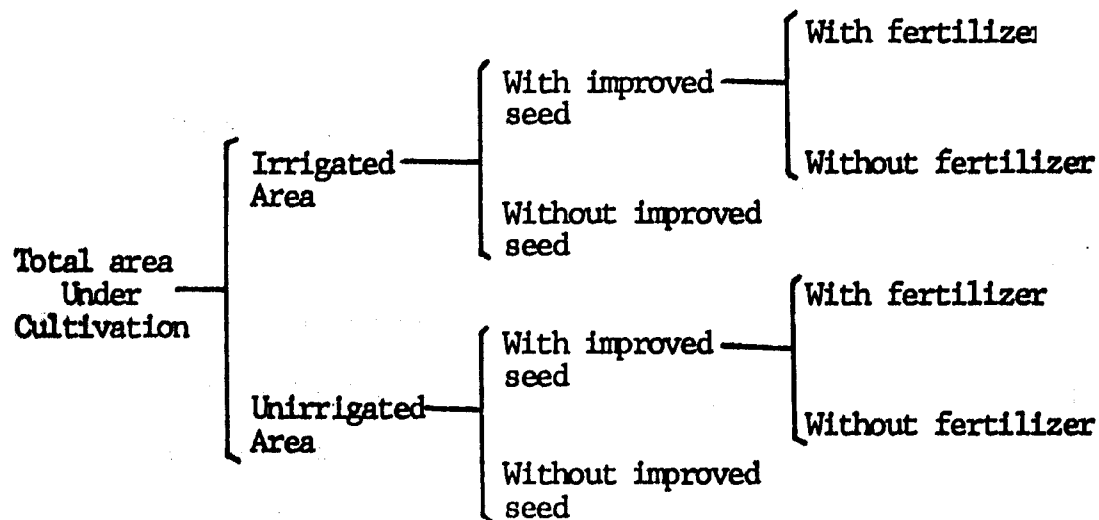 With fertilizer
With improved
seed
Irrigated
Area
Without fertilizer
Without improved
seed
Total area
Under
Cultivation
With fertilizer
With improved
seed
Unirrigated
Area
Without fertilizer
Without improved
seed